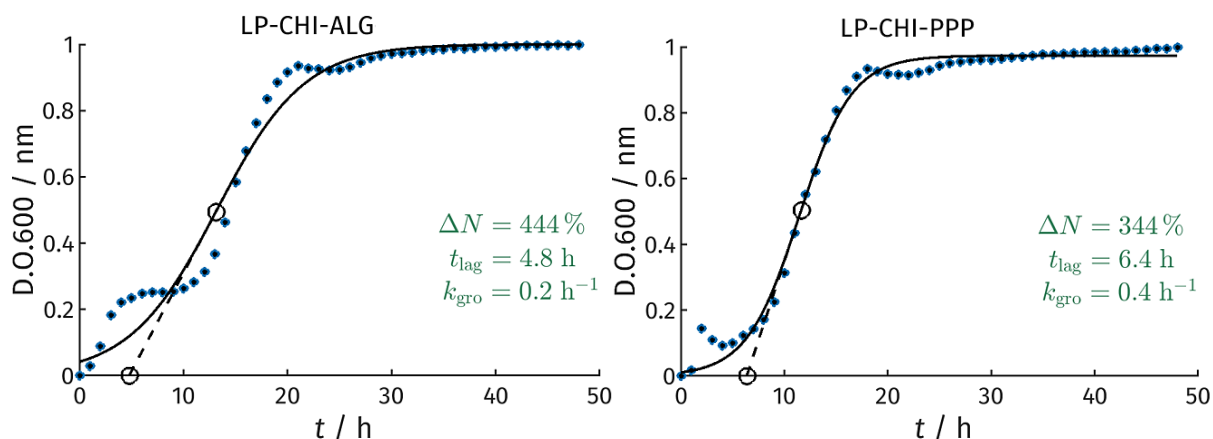 LP-CHI-ALG
D.O.600 / nm
1
0.8
0.6
0.4
0.2
0
ΔN = 444 %
t_lag = 4.8 h
k_gro = 0.2 h⁻¹
0 10 20 30 40 50
t / h
LP-CHI-PPP
D.O.600 / nm
1
0.8
0.6
0.4
0.2
0
ΔN = 344 %
t_lag = 6.4 h
k_gro = 0.4 h⁻¹
0 10 20 30 40 50
t / h